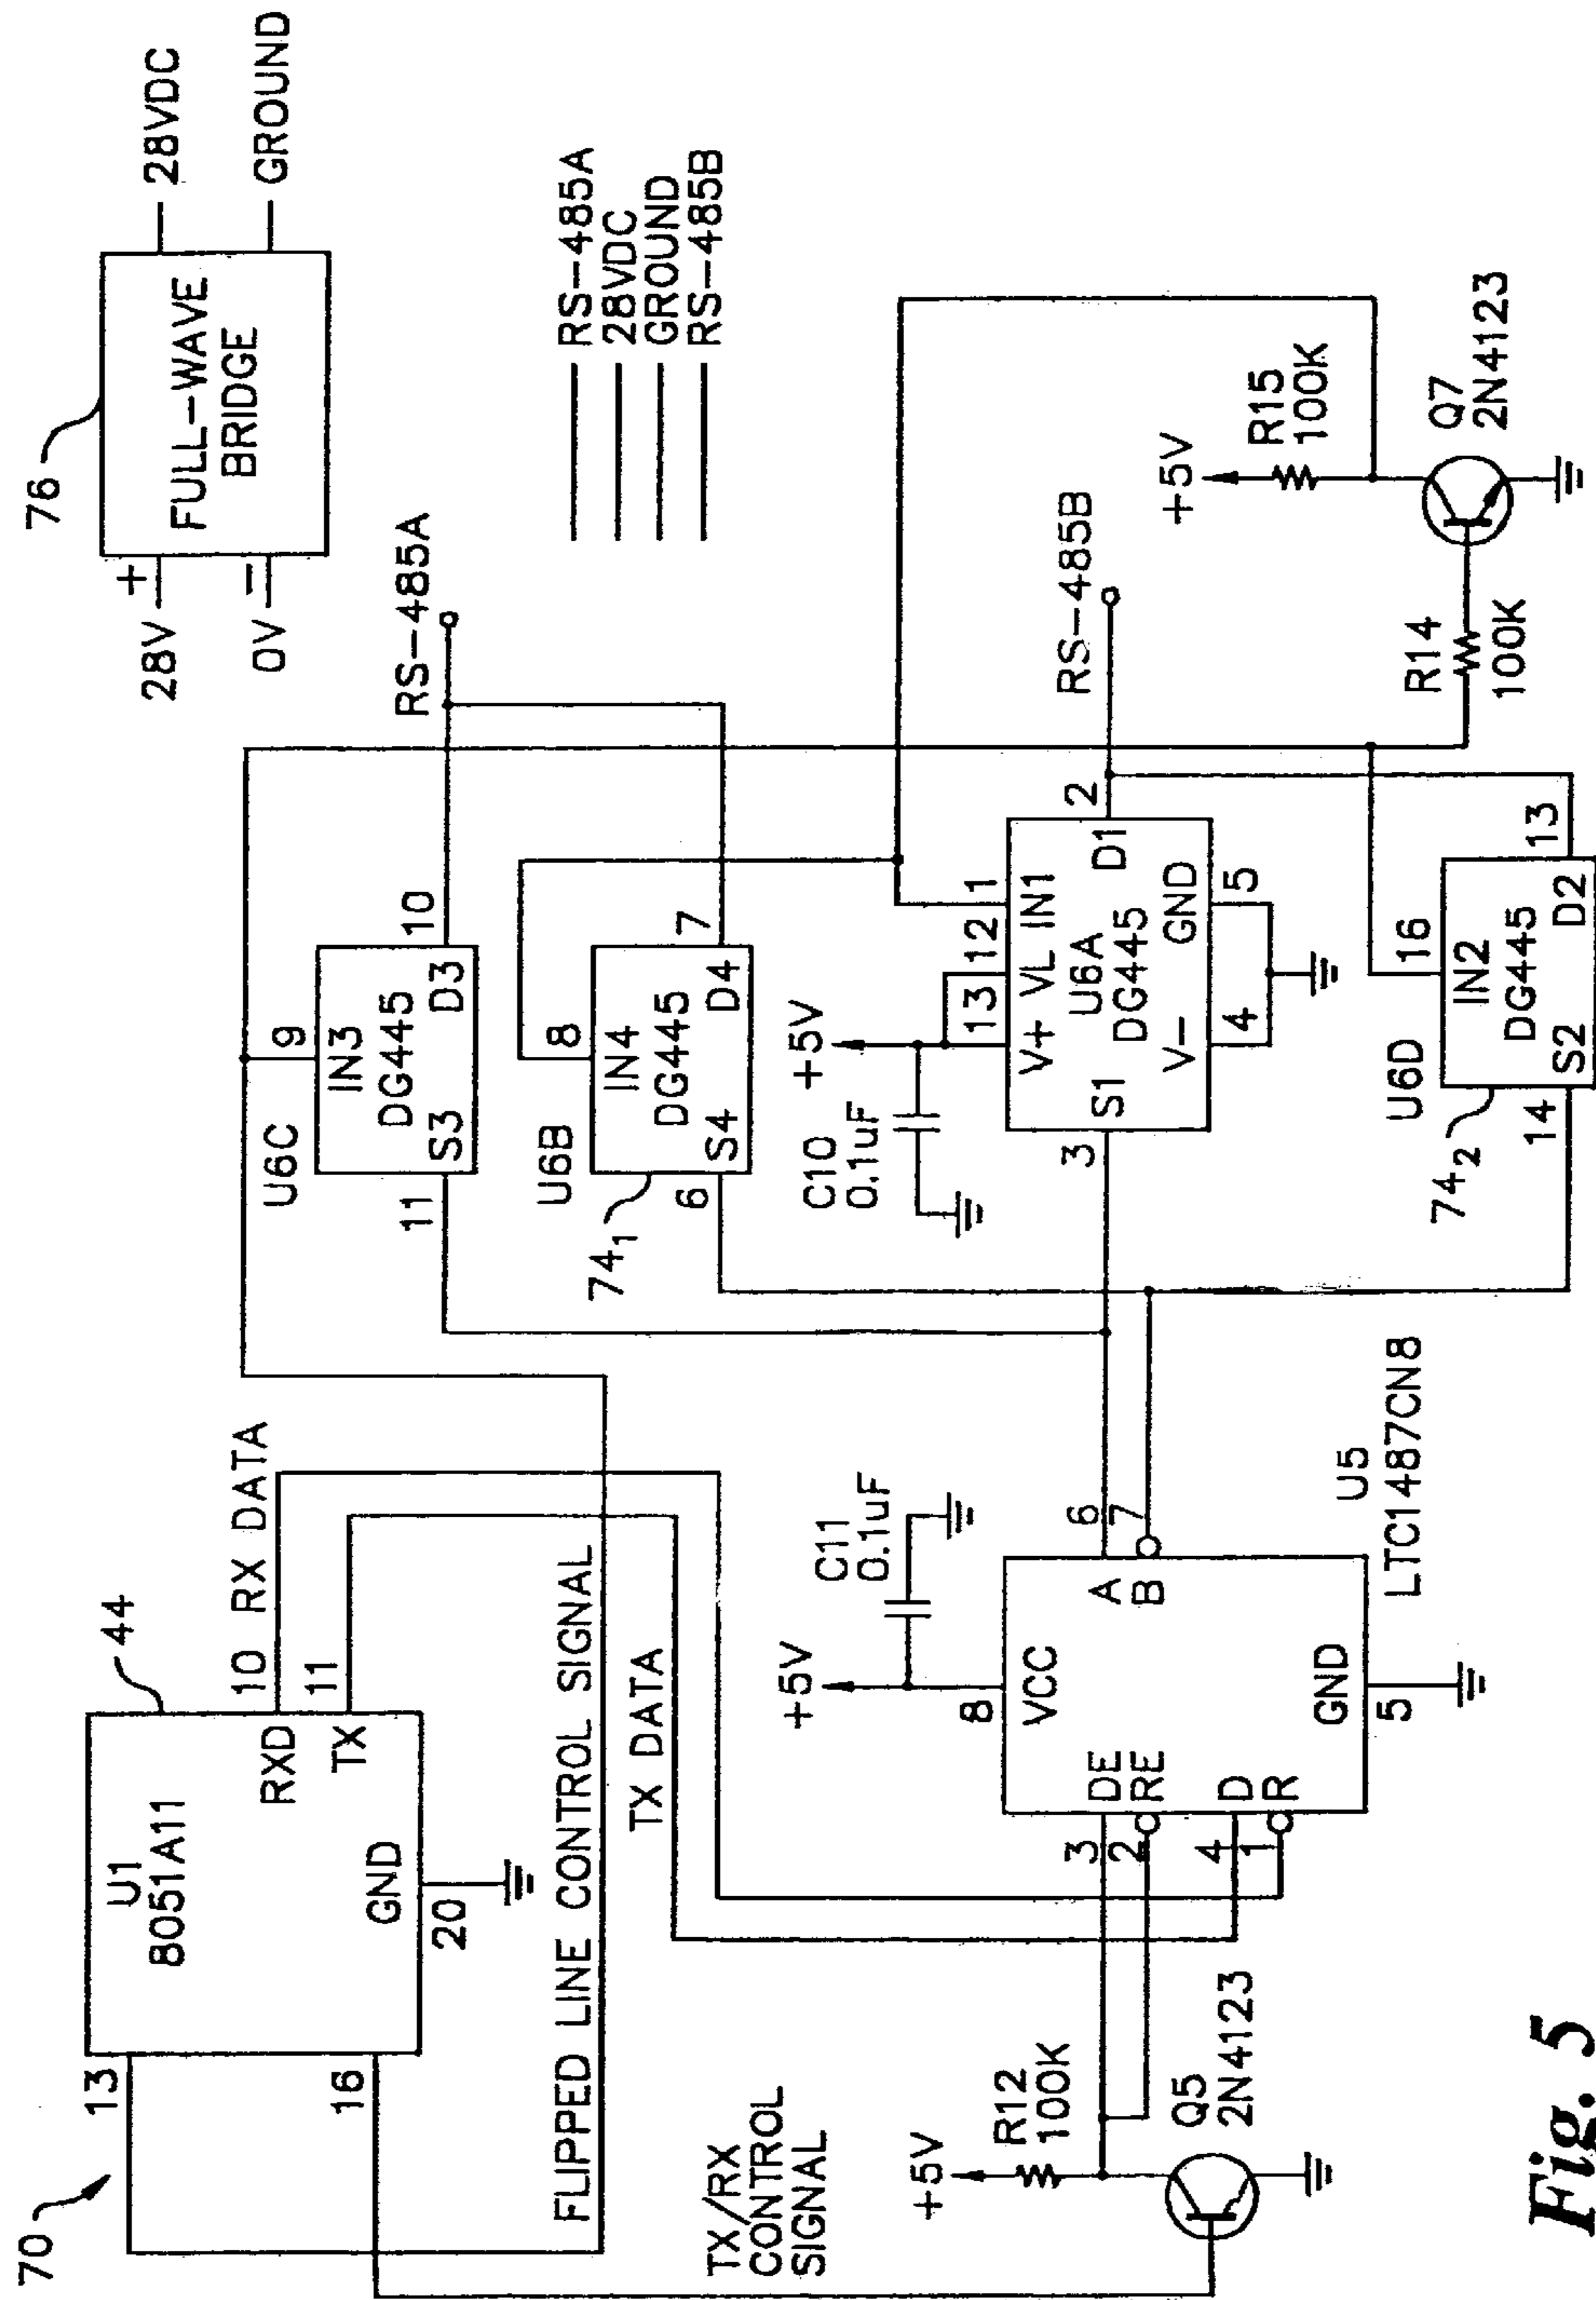 70
U1
8051A11
44
13
16
RXD
TX
GND
20
10 RX DATA
11
FLIPPED LINE CONTROL SIGNAL
TX DATA
TX/RX
CONTROL
SIGNAL
+5V
R12
100K
Q5
2N4123
3
2
4
1
DE
RE
D
R
VCC
8
+5V
C11
0.1uF
A
B
6
7
GND
5
U5
LTC1487CN8
U6C
9
IN3
DG445
S3 D3
11
10
U6B
8
IN4
DG445
S4 D4
6
7
74₁
C10
0.1uF
+5V
13 12 1
V+ VL IN1
U6A
DG445
S1
D1
V- GND
3
2
4
5
U6D
16
IN2
DG445
S2 D2
14
13
74₂
RS-485A
RS-485B
R14
100K
+5V
R15
100K
Q7
2N4123
76
FULL-WAVE
BRIDGE
28V
+
0V
-
28VDC
GROUND
RS-485A
28VDC
GROUND
RS-485B
Fig. 5